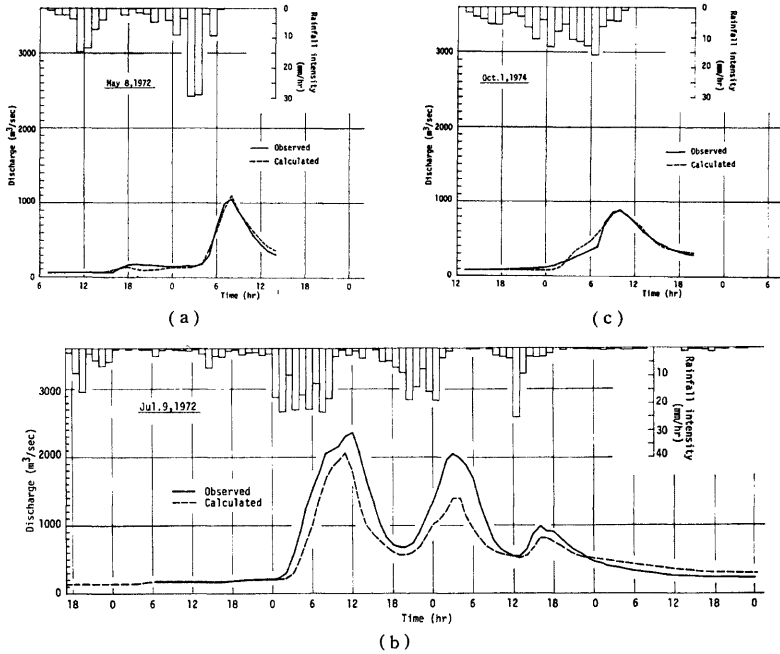 0
10
20
30
Rainfall intensity
(mm/hr)
3000
2000
1000
0
Discharge (m³/sec)
May 8,1972
Observed
Calculated
6 12 18 0 6 12 18 0
Time (hr)
(a)
0
10
20
30
Rainfall intensity
(mm/hr)
3000
2000
1000
0
Discharge (m³/sec)
Oct.1,1974
Observed
Calculated
12 18 0 6 12 18 0 6
Time (hr)
(c)
10
20
30
40
Rainfall intensity
(mm/hr)
3000
2000
1000
0
Discharge (m³/sec)
Jul.9,1972
Observed
Calculated
18 0 6 12 18 0 6 12 18 0 6 12 18 0 6 12 18 0
Time (hr)
(b)